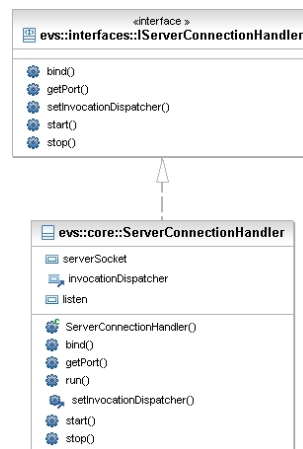 «interface »
evs::interfaces::IServerConnectionHandler
bind()
getPort()
setInvocationDispatcher()
start()
stop()
evs::core::ServerConnectionHandler
serverSocket
invocationDispatcher
listen
ServerConnectionHandler()
bind()
getPort()
run()
setInvocationDispatcher()
start()
stop()